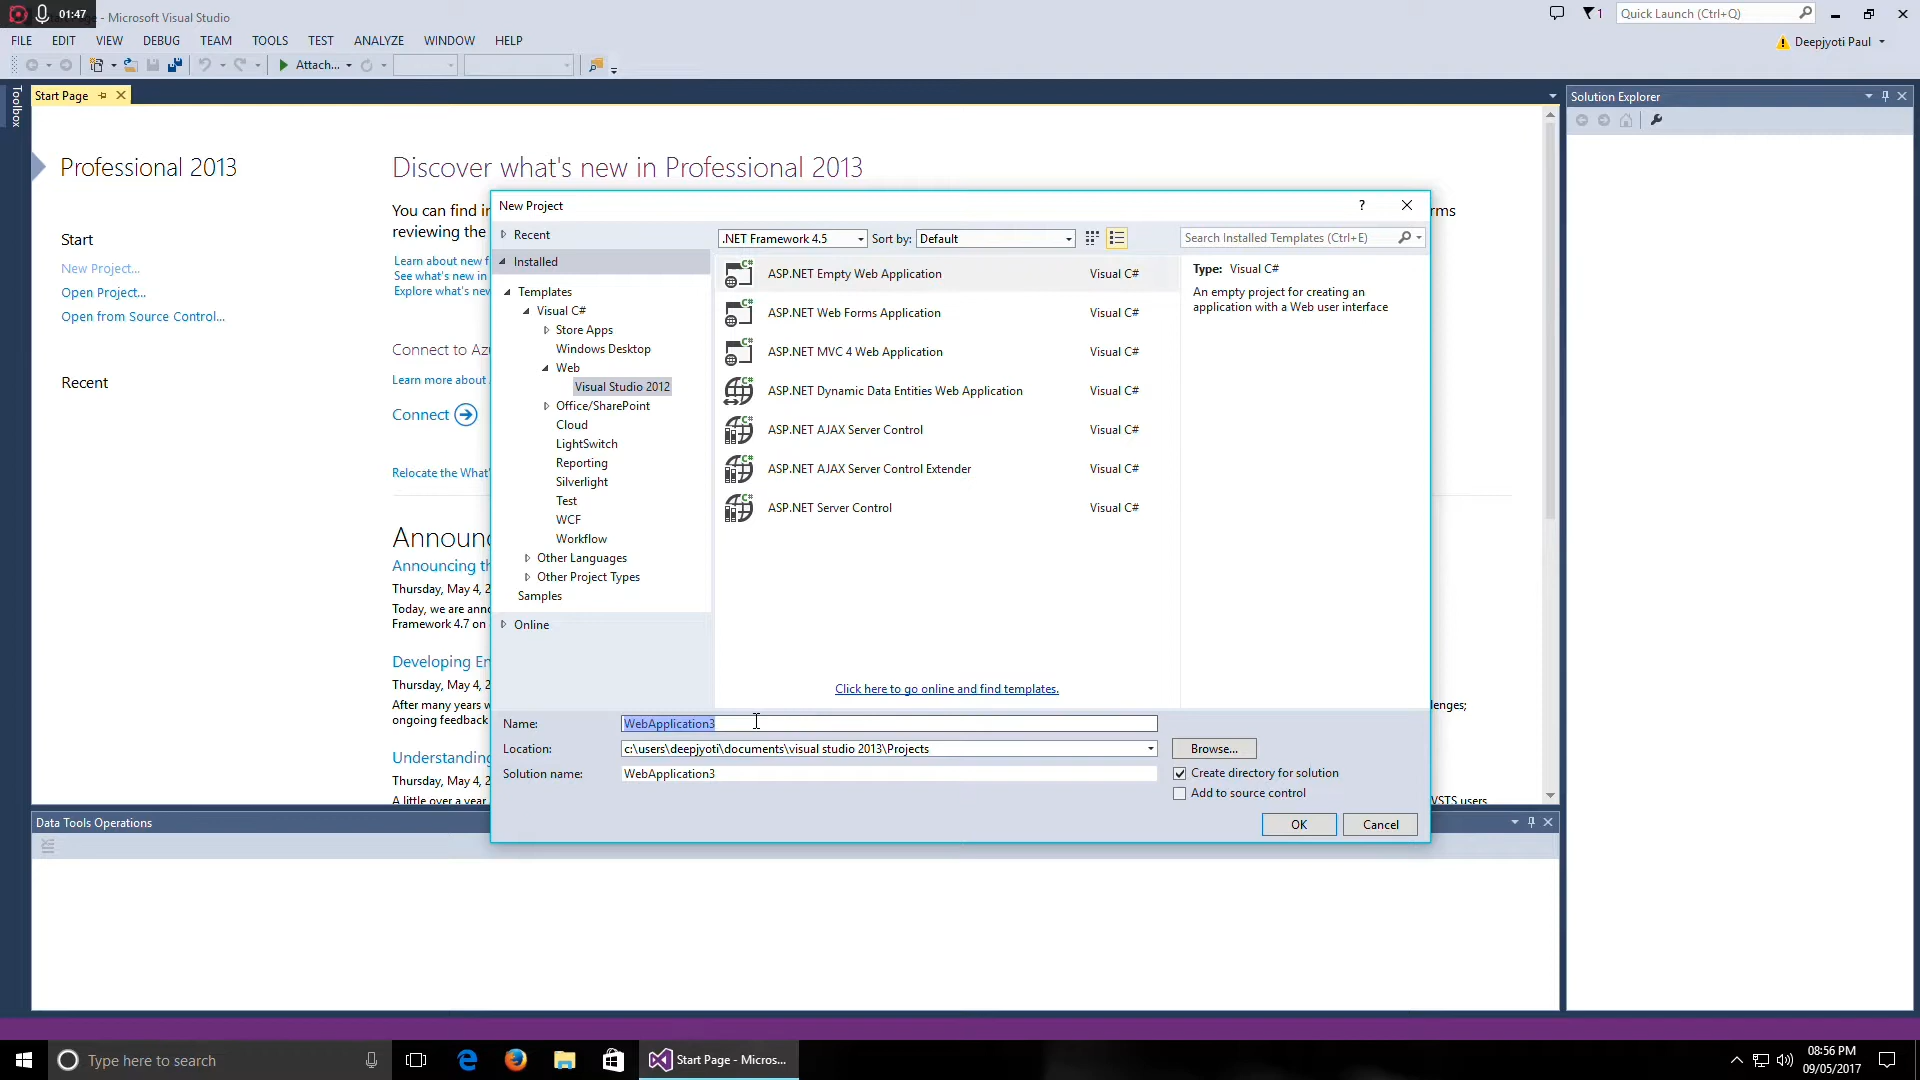 01:47
Page - Microsoft Visual Studio
1
Quick Launch (Ctrl+Q)
FILE EDIT VIEW DEBUG TEAM TOOLS TEST ANALYZE WINDOW HELP
Deepjyoti Paul
Attach...
Toolbox
Start Page
Solution Explorer
Professional 2013
Discover what's new in Professional 2013
You can find i
rms
reviewing the
Start
New Project...
Open Project...
Open from Source Control...
Learn about new f
See what's new in
Explore what's new
Connect to Azu
Learn more about
Recent
Connect
Relocate the What'
Announc
Announcing th
Thursday, May 4, 2
Today, we are anno
Framework 4.7 on
Developing En
Thursday, May 4, 2
After many years w
lenges;
ongoing feedback
Understanding
Thursday, May 4, 2
A little over a year
VSTS users
New Project
?
Recent
.NET Framework 4.5
Sort by:
Default
Search Installed Templates (Ctrl+E)
Installed
Templates
Visual C#
Store Apps
Windows Desktop
Web
Visual Studio 2012
Office/SharePoint
Cloud
LightSwitch
Reporting
Silverlight
Test
WCF
Workflow
Other Languages
Other Project Types
Samples
Online
ASP.NET Empty Web Application Visual C#
ASP.NET Web Forms Application Visual C#
ASP.NET MVC 4 Web Application Visual C#
ASP.NET Dynamic Data Entities Web Application Visual C#
ASP.NET AJAX Server Control Visual C#
ASP.NET AJAX Server Control Extender Visual C#
ASP.NET Server Control Visual C#
Type: Visual C#
An empty project for creating an
application with a Web user interface
Click here to go online and find templates.
Name: WebApplication3
Location: c:\users\deepjyoti\documents\visual studio 2013\Projects
Browse...
Solution name: WebApplication3
Create directory for solution
Add to source control
OK
Cancel
Data Tools Operations
Type here to search
Start Page - Micros...
08:56 PM
09/05/2017